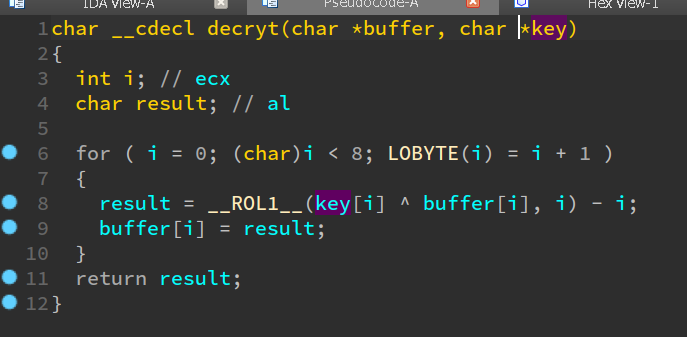 IDA View-A Pseudocode-A Hex View-1
1 char __cdecl decryt(char *buffer, char *key)
2 {
3   int i; // ecx
4   char result; // al
5
6   for ( i = 0; (char)i < 8; LOBYTE(i) = i + 1 )
7   {
8     result = __ROL1__(key[i] ^ buffer[i], i) - i;
9     buffer[i] = result;
10   }
11   return result;
12 }